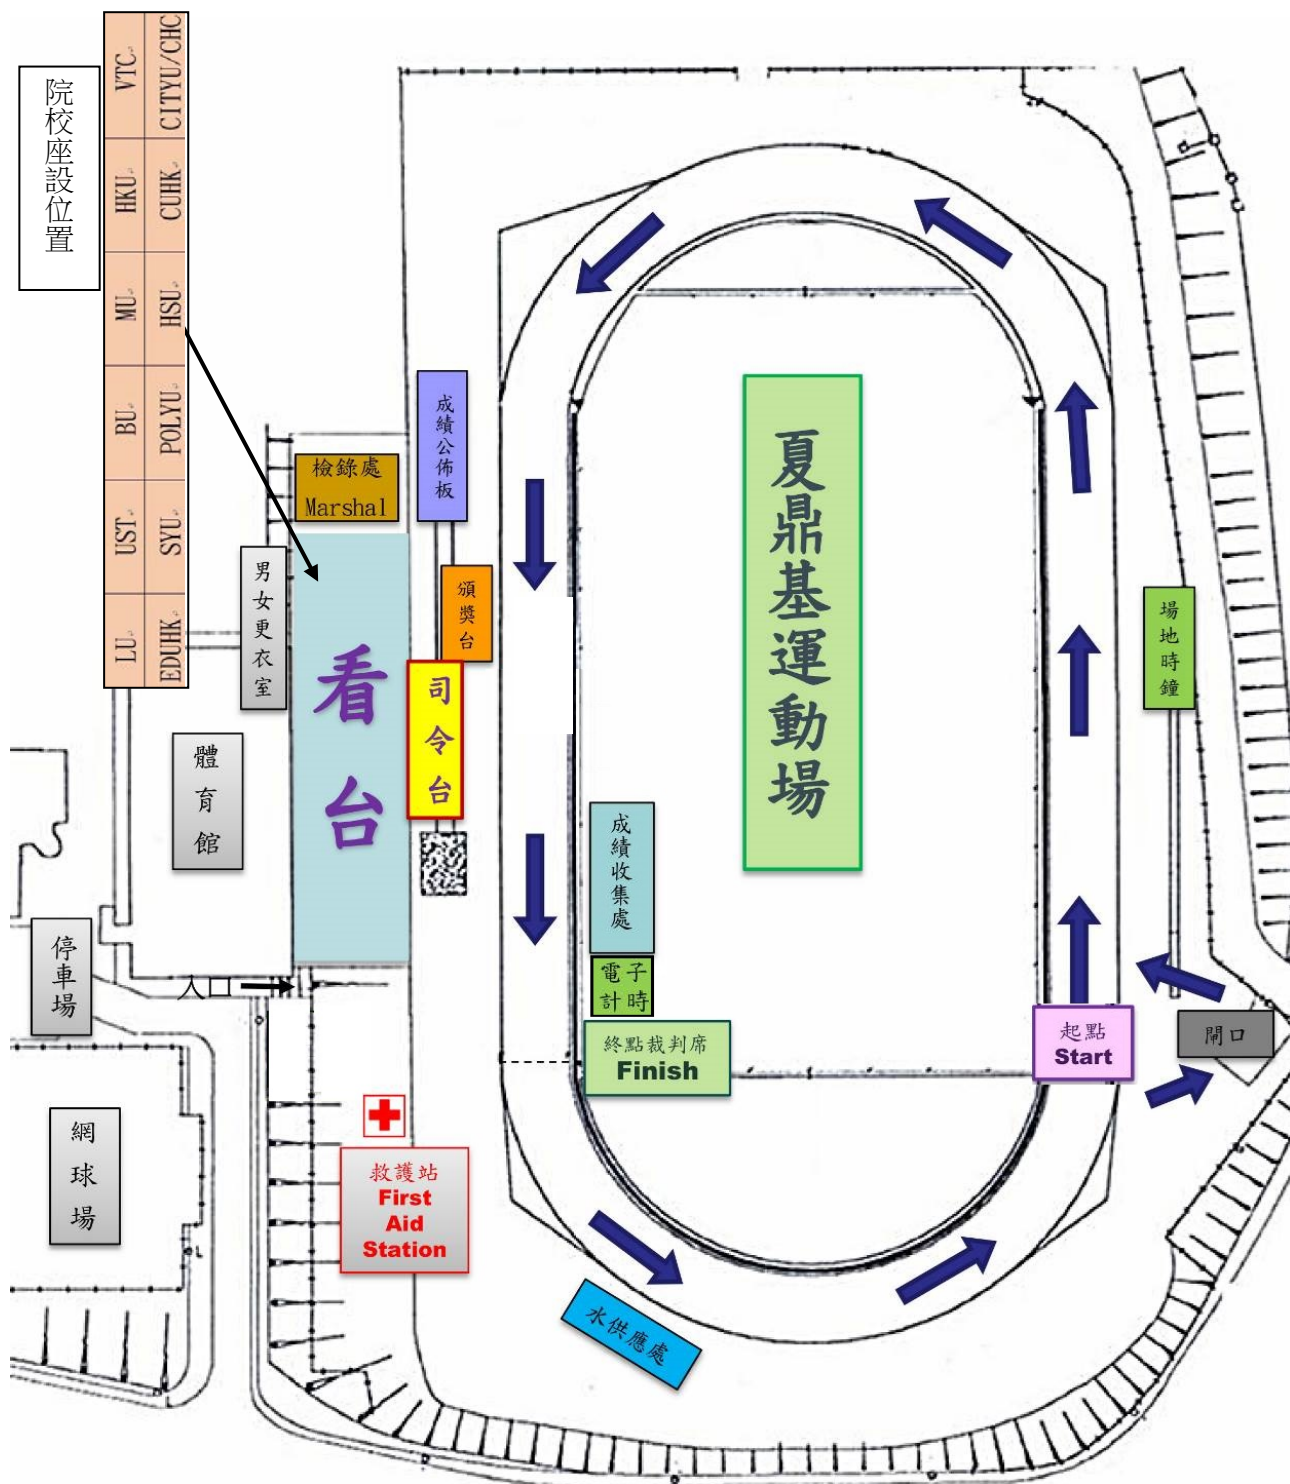 院校座設位置
VTC
CITYU/CHC
HKU
CUHK
MU
HSU
BU
POLYU
UST
SYU
LU
EDUHK
檢錄處
Marshal
成績公佈板
男女更衣室
頒獎台
看台
司令台
夏鼎基運動場
場地時鐘
體育館
成績收集處
停車場
入口
電子
計時
終點裁判席
Finish
起點
Start
閘口
網球場
救護站
First
Aid
Station
水供應處